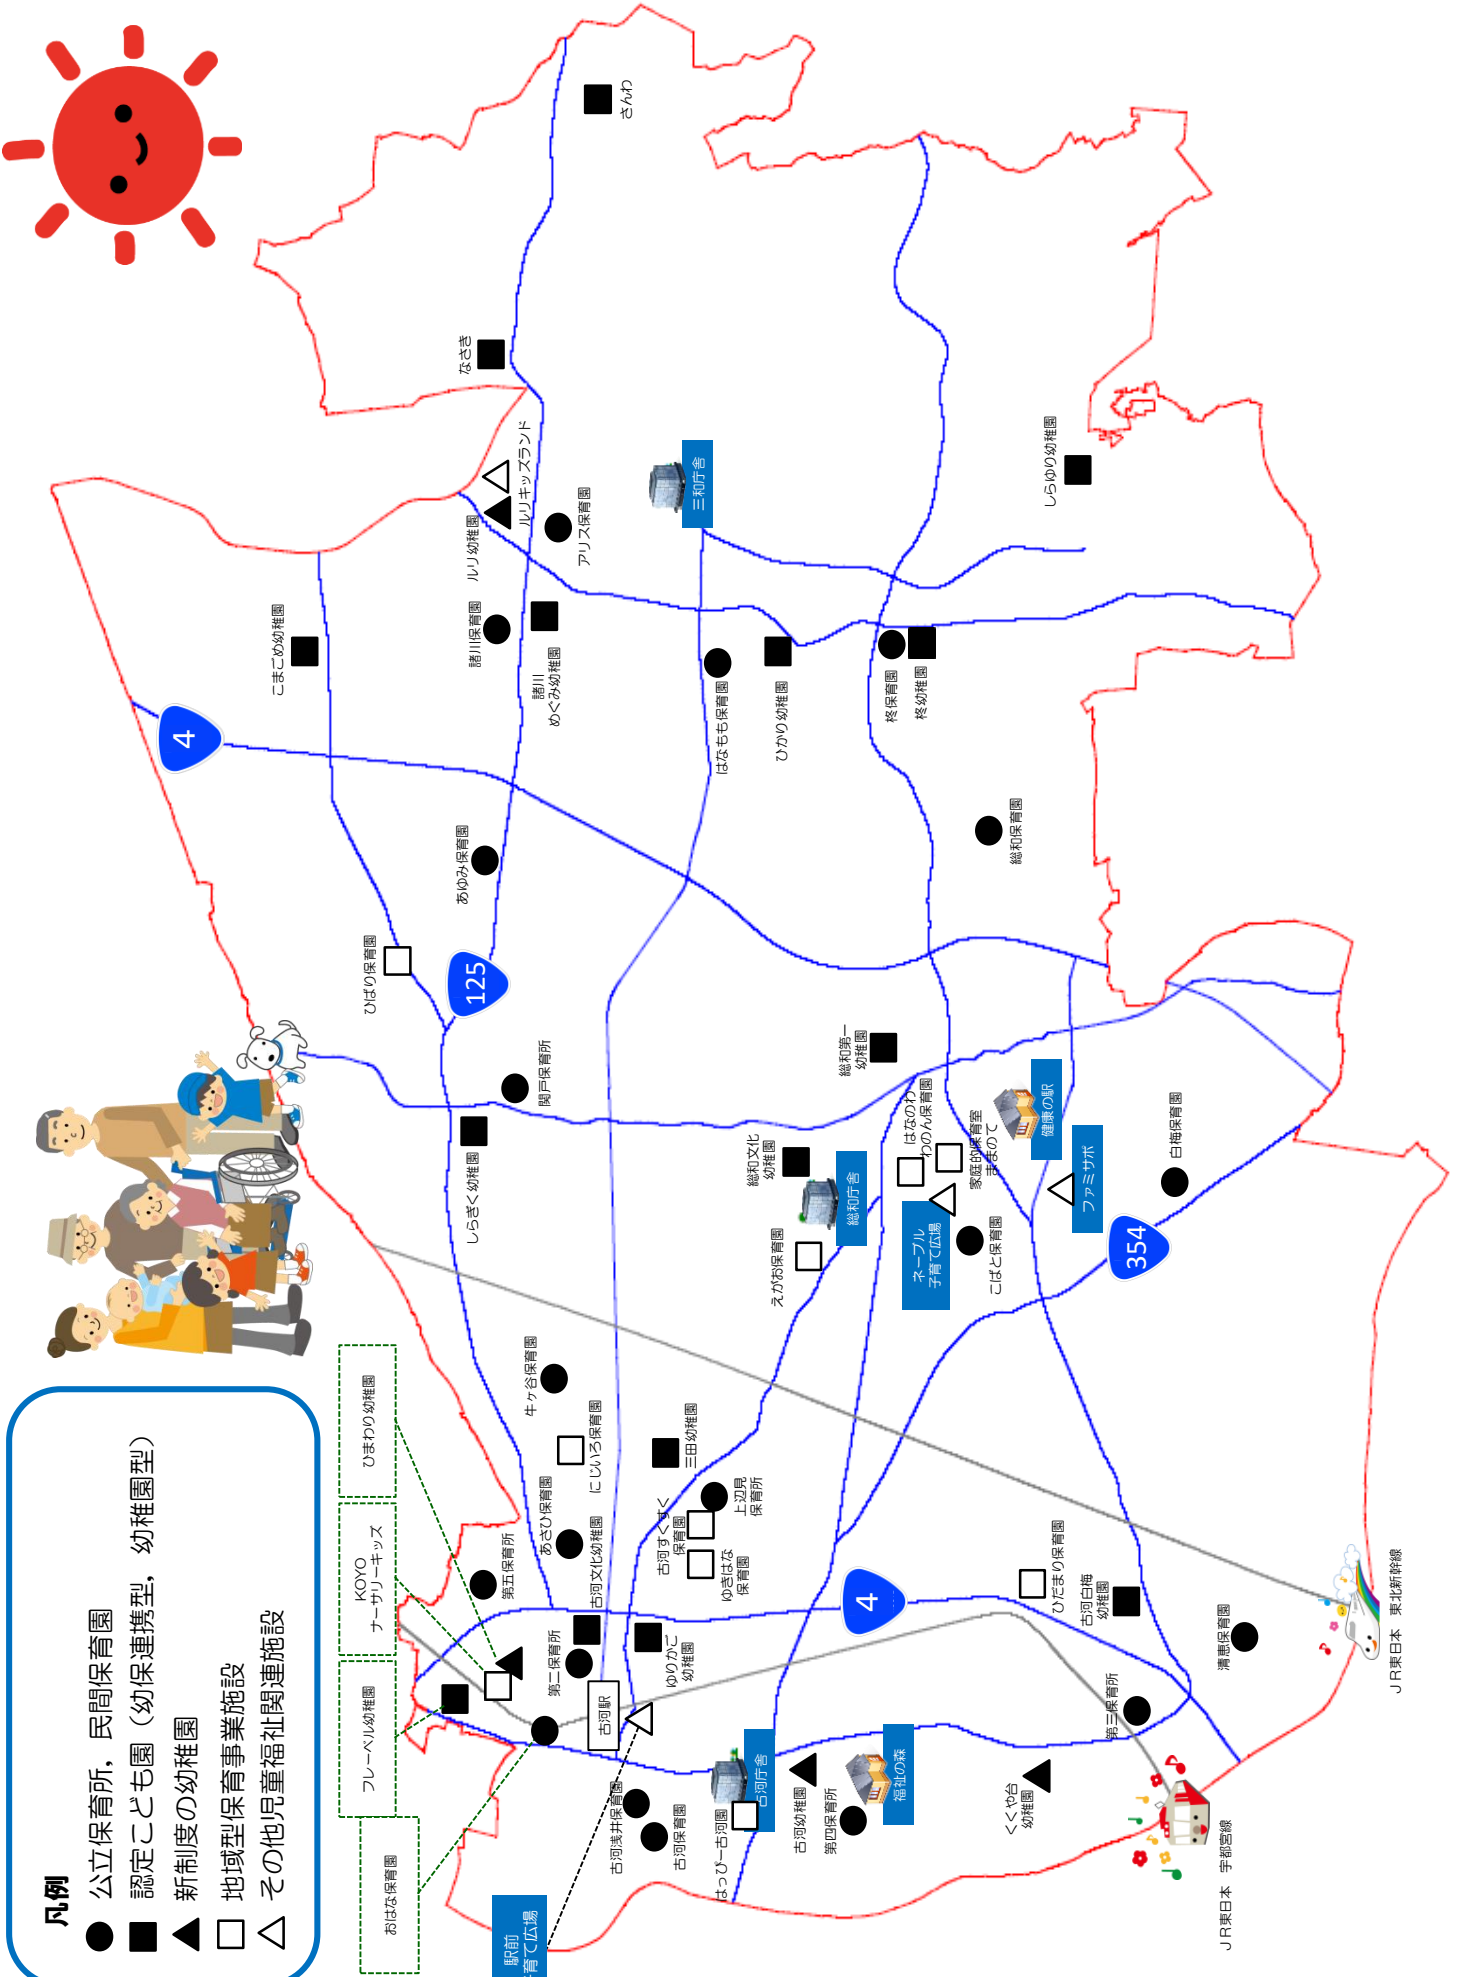 凡例
公立保育所，民間保育園
認定こども園（幼保連携型，幼稚園型）
新制度の幼稚園
地域型保育事業施設
その他児童福祉関連施設
おはな保育園
フレーベル幼稚園
KOYO
ナーサリーキッズ
ひまわり幼稚園
駅前
育て広場
第五保育所
あさひ保育園
古河文化幼稚園
第二保育所
ゆりかご
幼稚園
古河駅
古河浅井保育園
古河保育園
はっぴー古河園
古河庁舎
古河幼稚園
第四保育所
福祉の森
くくや台
幼稚園
第三保育所
清恵保育園
古河白梅
幼稚園
ひだまり保育園
4
ゆきはな
保育園
古河すくすく
保育園
上辺見
保育所
三田幼稚園
にじいろ保育園
牛ヶ谷保育園
しらぎく幼稚園
関戸保育所
125
ひばり保育園
あゆみ保育園
4
こまごめ幼稚園
諸川保育園
諸川
めぐみ幼稚園
ルリ幼稚園
ルリキッズランド
アリス保育園
なさき
さんわ
三和庁舎
はなもも保育園
ひかり幼稚園
柊保育園
柊幼稚園
しらゆり幼稚園
総和保育園
総和第一
幼稚園
総和文化
幼稚園
総和庁舎
えがお保育園
はなのわ
わのん保育園
家庭的保育室
ままのて
ネーブル
子育て広場
こばと保育園
健康の駅
ファミサポ
白梅保育園
354
ＪＲ東日本　東北新幹線
ＪＲ東日本　宇都宮線